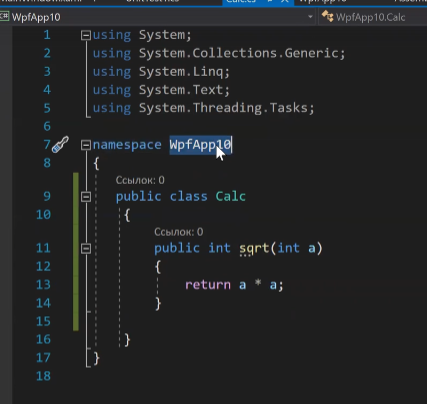 WpfApp10
WpfApp10.Calc
1 using System;
2 using System.Collections.Generic;
3 using System.Linq;
4 using System.Text;
5 using System.Threading.Tasks;
6
7 namespace WpfApp10
8 {
Ссылок: 0
9 public class Calc
10 {
Ссылок: 0
11 public int sqrt(int a)
12 {
13 return a * a;
14 }
15
16 }
17 }
18